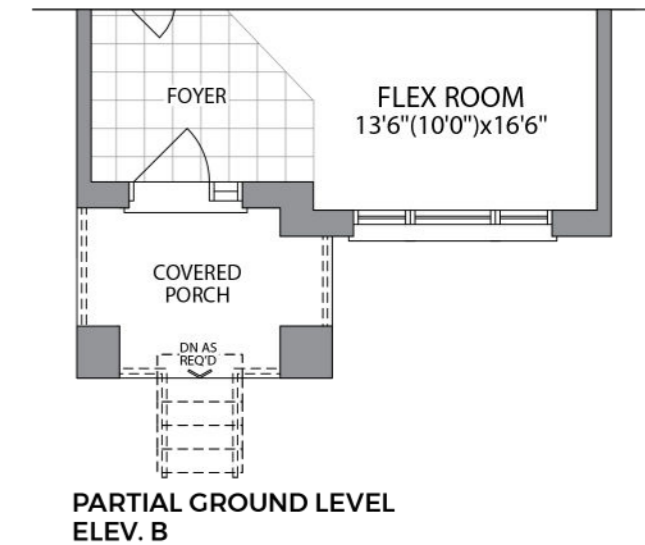 FOYER
FLEX ROOM
13'6"(10'0")x16'6"
COVERED
PORCH
DN AS
REQ'D
PARTIAL GROUND LEVEL
ELEV. B